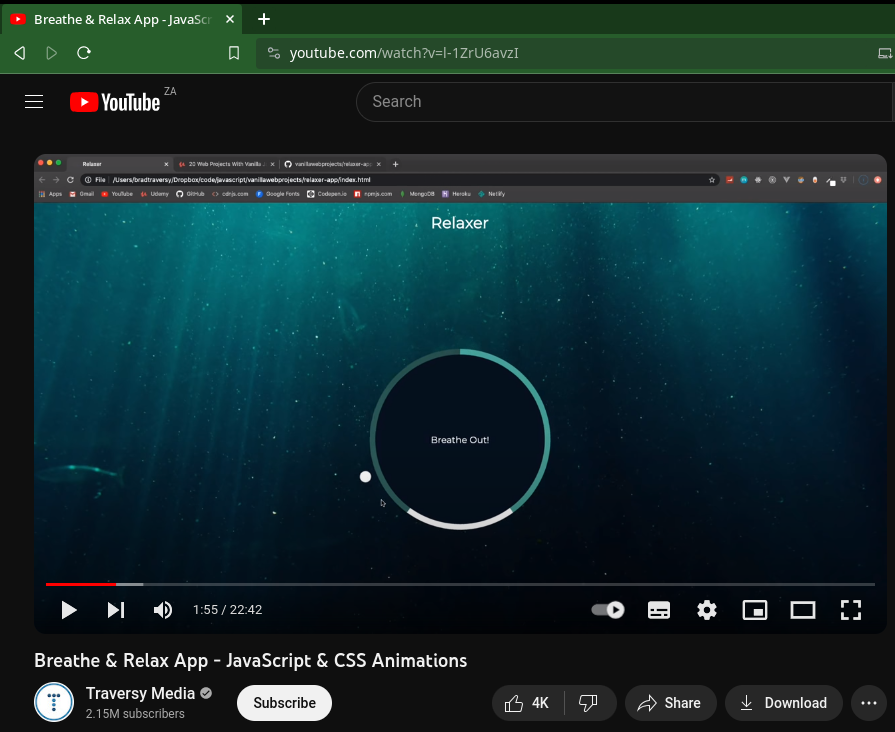 Breathe & Relax App - JavaScr
youtube.com/watch?v=l-1ZrU6avzI
YouTube ZA
Search
Relaxer
20 Web Projects With Vanilla
vanillawebprojects/relaxer-app
File /Users/bradtraversy/Dropbox/code/javascript/vanillawebprojects/relaxer-app/index.html
Apps Gmail YouTube Udemy GitHub cdnjs.com Google Fonts Codepen.io npmjs.com MongoDB Heroku Netlify
Relaxer
Breathe Out!
1:55 / 22:42
Breathe & Relax App - JavaScript & CSS Animations
Traversy Media
2.15M subscribers
Subscribe
4K
Share
Download